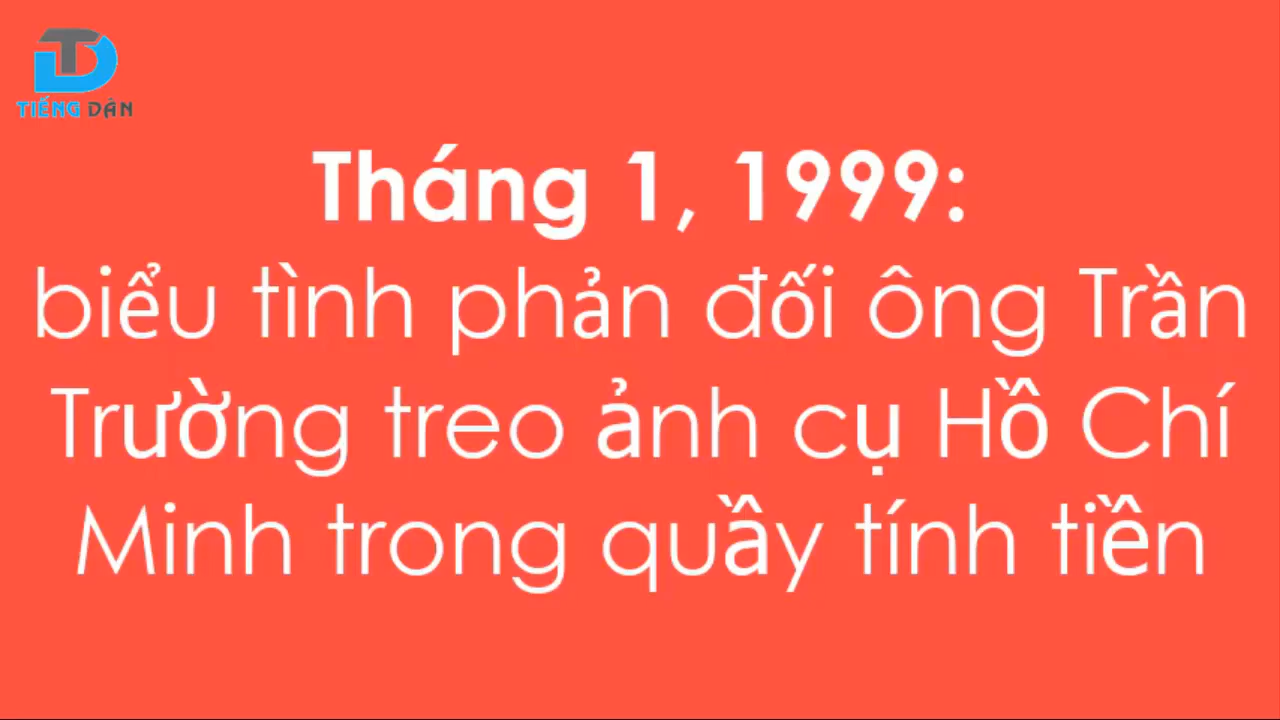 TIẾNG DÂN
Tháng 1, 1999:
biểu tình phản đối ông Trần
Trường treo ảnh cụ Hồ Chí
Minh trong quầy tính tiền